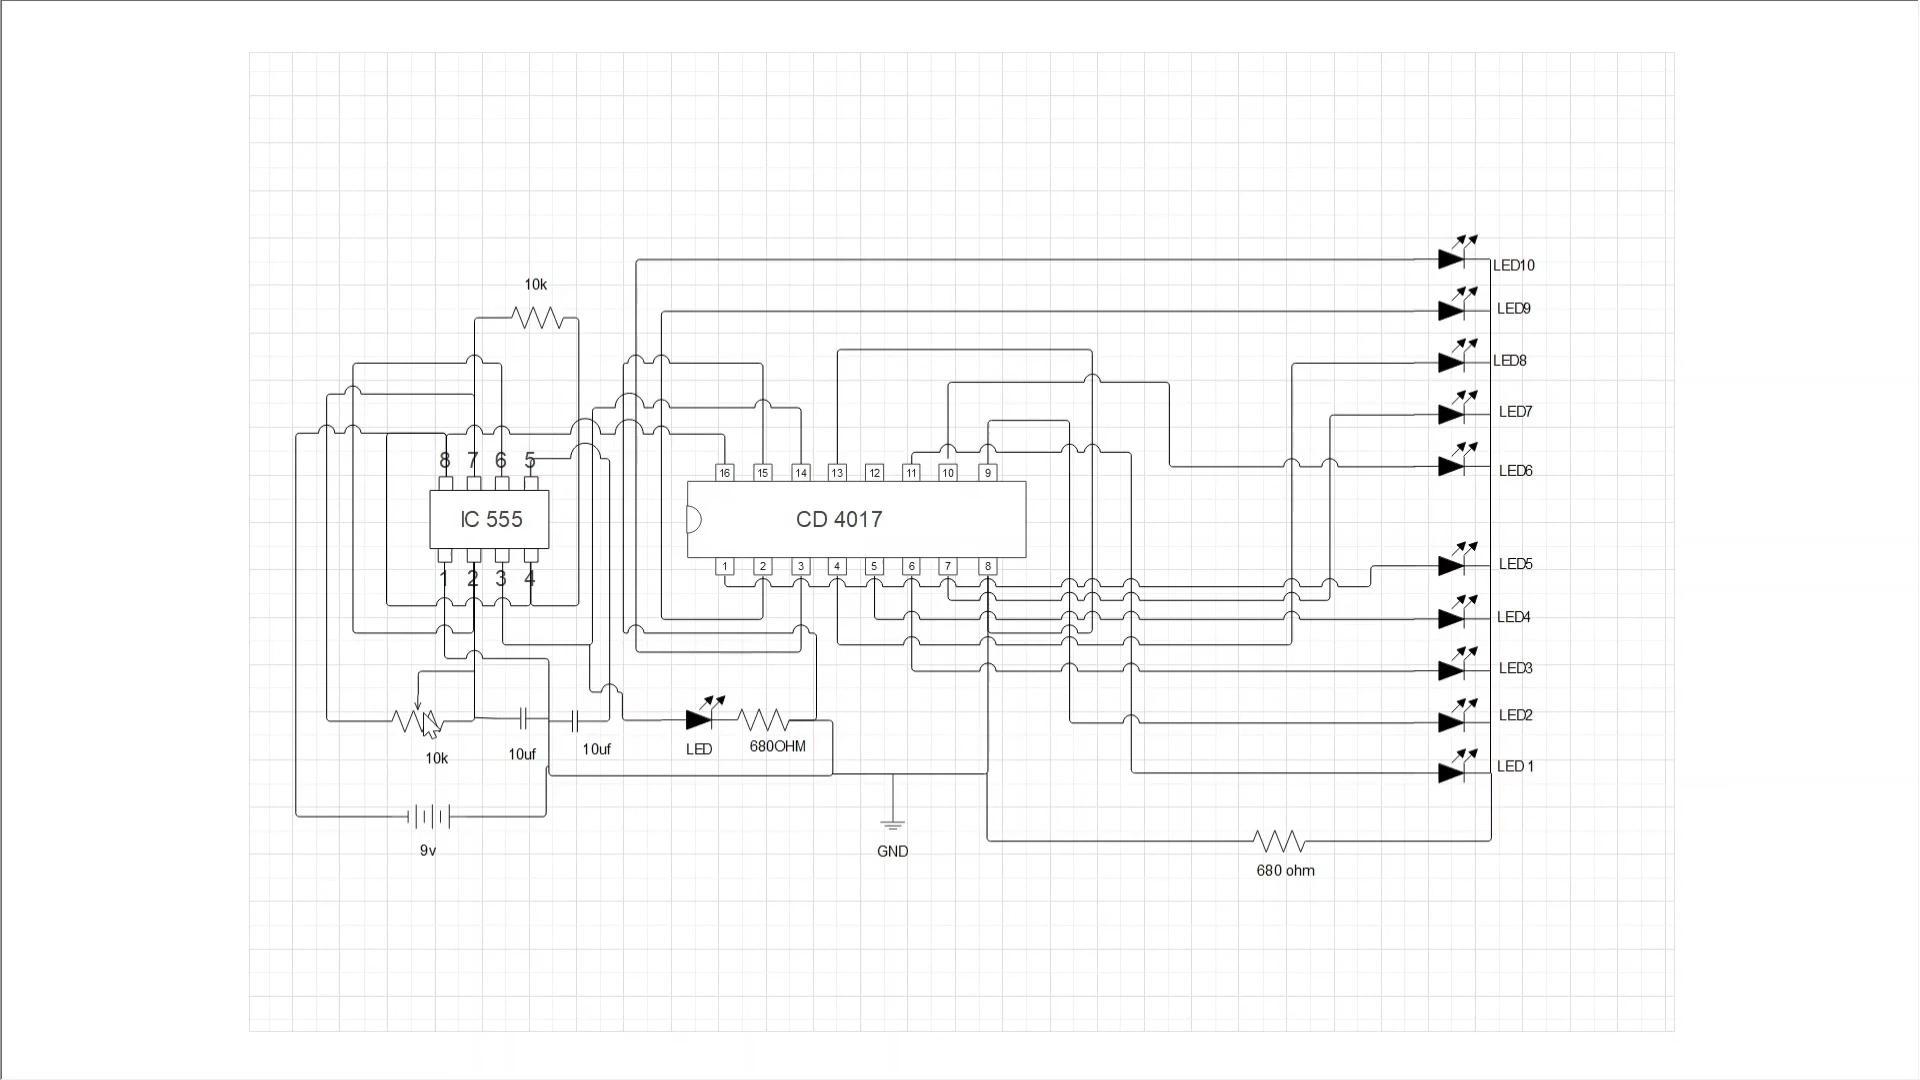 LED10
10k
LED9
LED8
LED7
8 7 6 5
LED6
16 15 14 13 12 11 10 9
IC 555
CD 4017
1 2 3 4 5 6 7 8
LED5
1 2 3 4
LED4
LED3
LED2
10k
10uf
10uf
LED
680OHM
LED 1
9v
GND
680 ohm